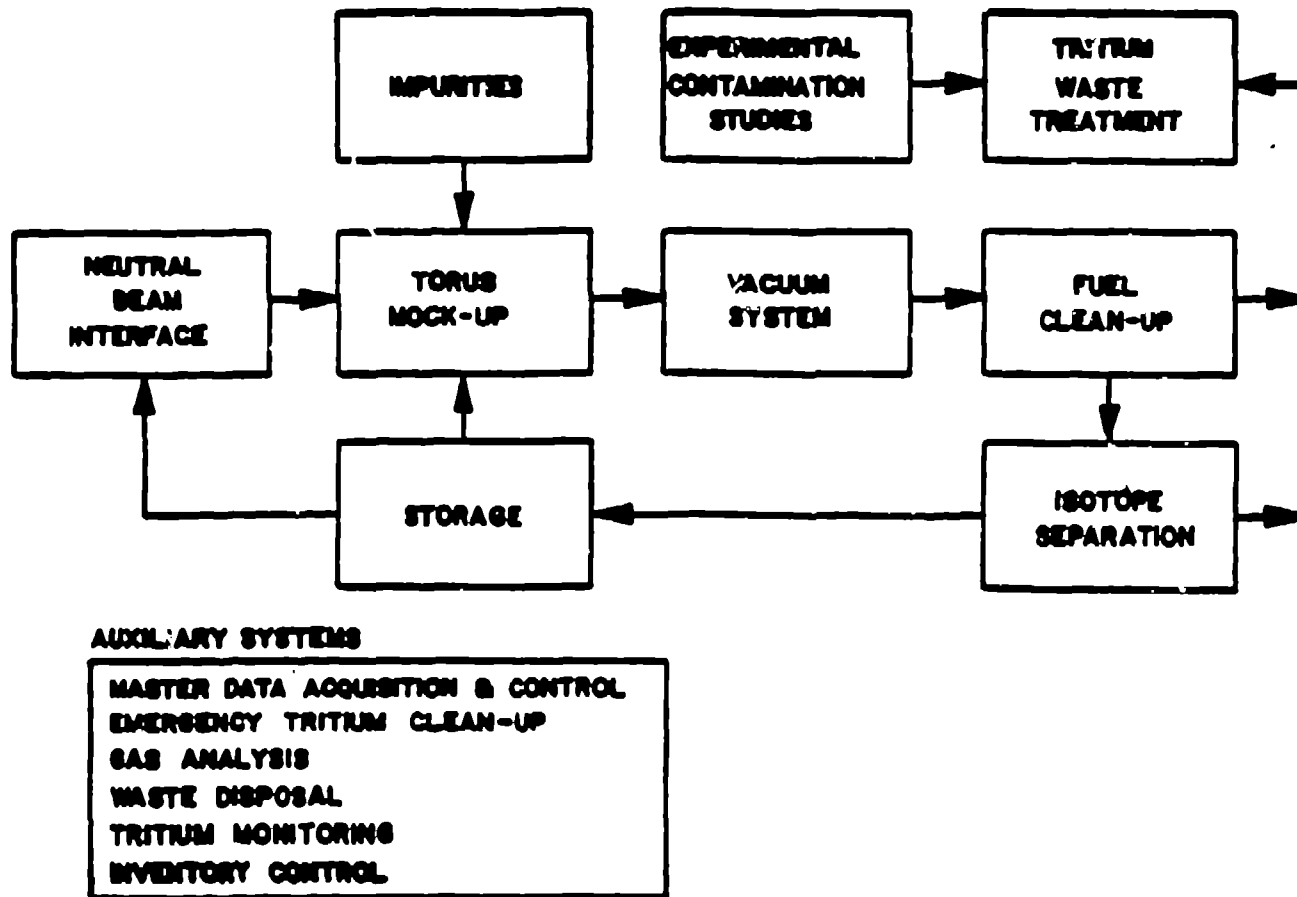 IMPURITIES
EXPERIMENTAL
CONTAMINATION
STUDIES
TRITIUM
WASTE
TREATMENT
NEUTRAL
BEAM
INTERFACE
TORUS
MOCK-UP
VACUUM
SYSTEM
FUEL
CLEAN-UP
STORAGE
ISOTOPE
SEPARATION
AUXILIARY SYSTEMS
MASTER DATA ACQUISITION & CONTROL
EMERGENCY TRITIUM CLEAN-UP
GAS ANALYSIS
WASTE DISPOSAL
TRITIUM MONITORING
INVENTORY CONTROL